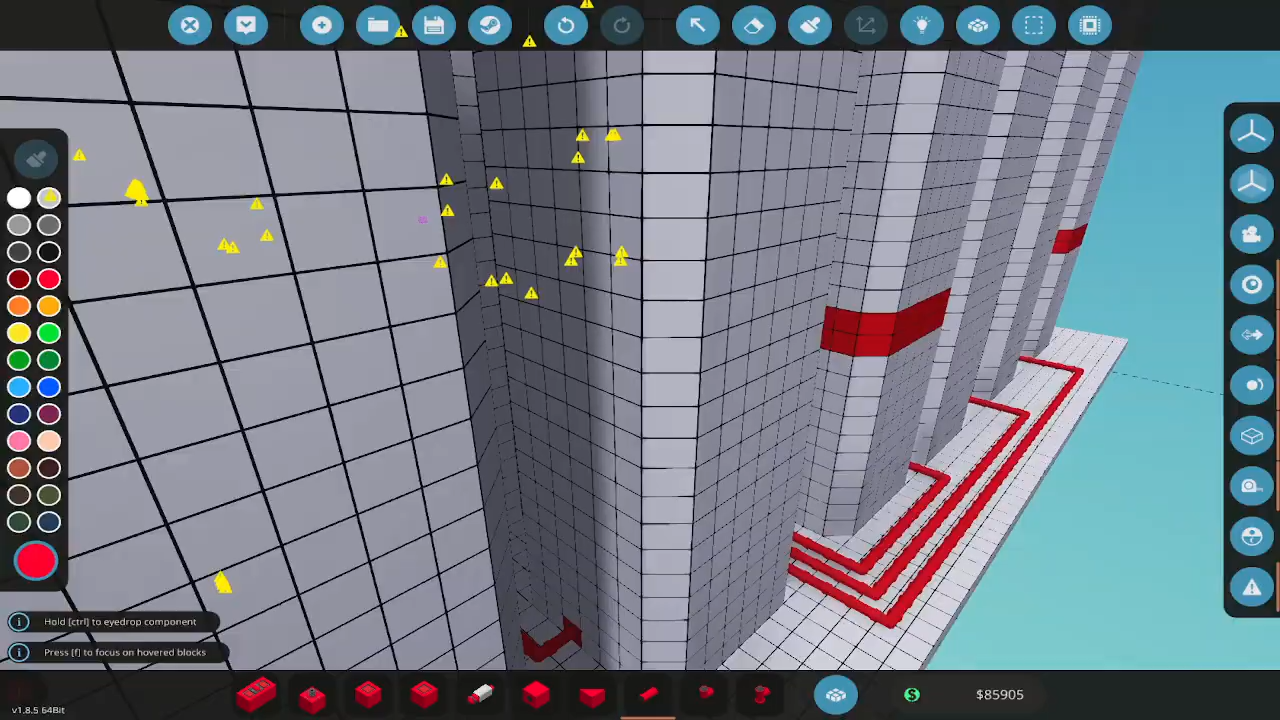 Hold [ctrl] to eyedrop component
Press [f] to focus on hovered blocks
v1.8.5 64Bit
$85905